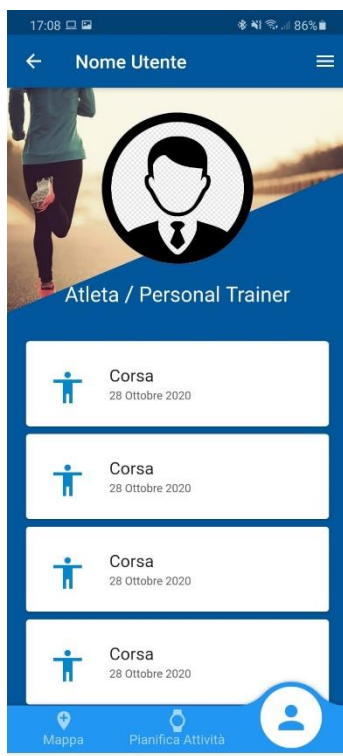 17:08 86%
Nome Utente
Atleta / Personal Trainer
Corsa
28 Ottobre 2020
Corsa
28 Ottobre 2020
Corsa
28 Ottobre 2020
Corsa
28 Ottobre 2020
Mappa Pianifica Attività